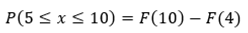 P(5 ≤ x ≤ 10) = F(10) − F(4)